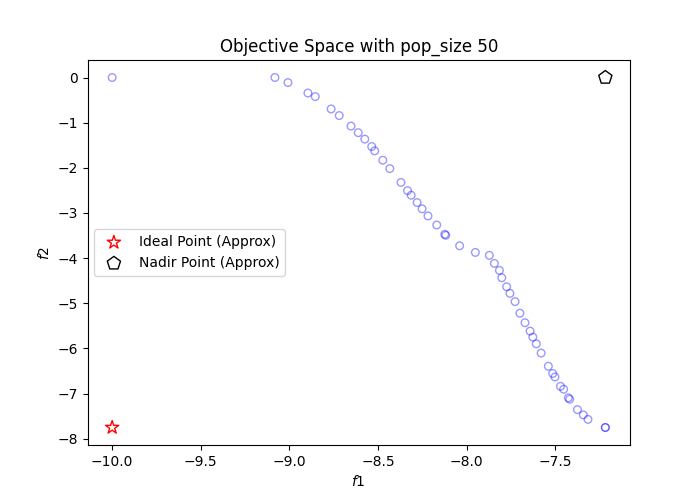 Objective Space with pop_size 50
f2
0
−1
−2
−3
−4
−5
−6
−7
−8
Ideal Point (Approx)
Nadir Point (Approx)
−10.0 −9.5 −9.0 −8.5 −8.0 −7.5
f1